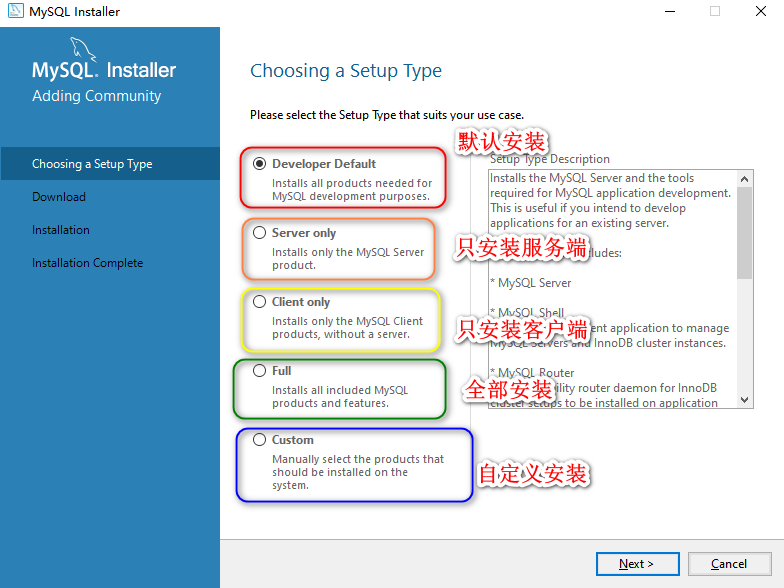 MySQL Installer
MySQL. Installer
Adding Community
Choosing a Setup Type
Download
Installation
Installation Complete
Choosing a Setup Type
Please select the Setup Type that suits your use case.
Developer Default
Installs all products needed for
MySQL development purposes.
默认安装
Server only
Installs only the MySQL Server
product.
只安装服务端
Client only
Installs only the MySQL Client
products, without a server.
只安装客户端
Full
Installs all included MySQL
products and features.
全部安装
Custom
Manually select the products that
should be installed on the
system.
自定义安装
Setup Type Description
Installs the MySQL Server and the tools
required for MySQL application development.
This is useful if you intend to develop
applications for an existing server.
* MySQL Server
* MySQL Shell
application to manage
MySQL Servers and InnoDB cluster instances.
* MySQL Router
router daemon for InnoDB
cluster setups to be installed on application
Next >
Cancel